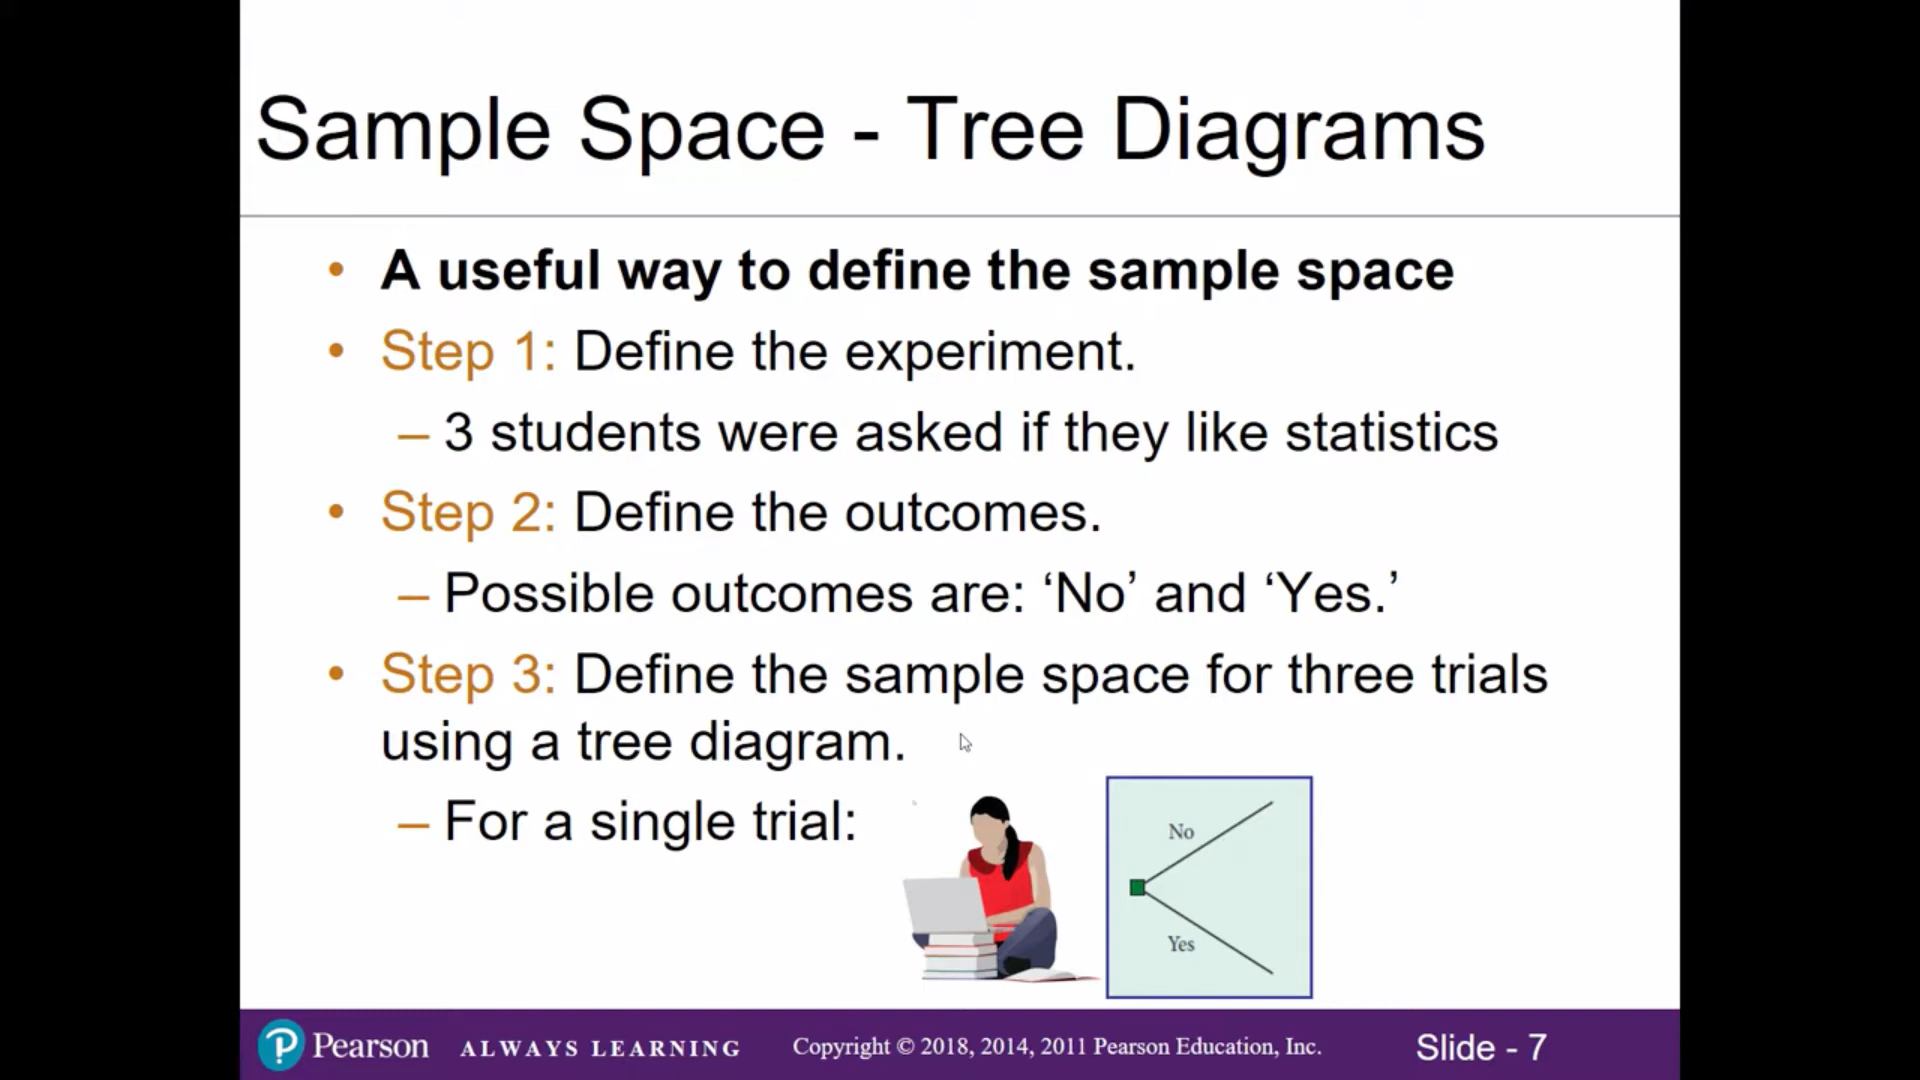 Sample Space - Tree Diagrams
• A useful way to define the sample space
• Step 1: Define the experiment.
– 3 students were asked if they like statistics
• Step 2: Define the outcomes.
– Possible outcomes are: ‘No’ and ‘Yes.’
• Step 3: Define the sample space for three trials
using a tree diagram.
– For a single trial:
No
Yes
Pearson ALWAYS LEARNING Copyright © 2018, 2014, 2011 Pearson Education, Inc. Slide - 7